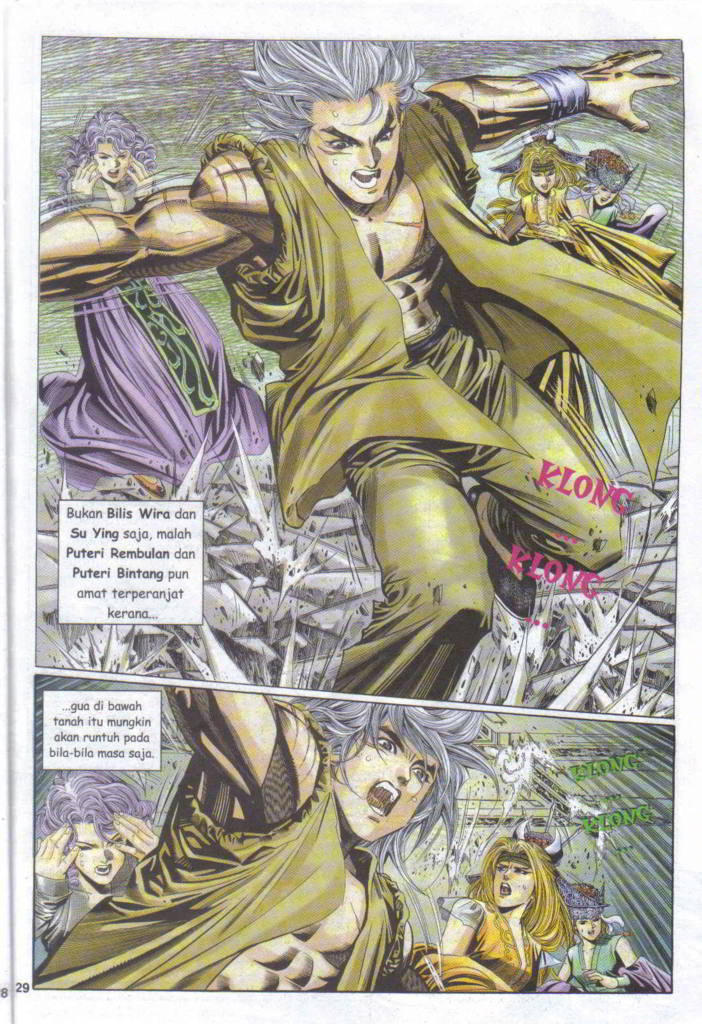 KLONG
...
KLONG
...
Bukan Bilis Wira dan
Su Ying saja, malah
Puteri Rembulan dan
Puteri Bintang pun
amat terperanjat
kerana...
...gua di bawah
tanah itu mungkin
akan runtuh pada
bila-bila masa saja.
KLONG
...
KLONG
...
8
29